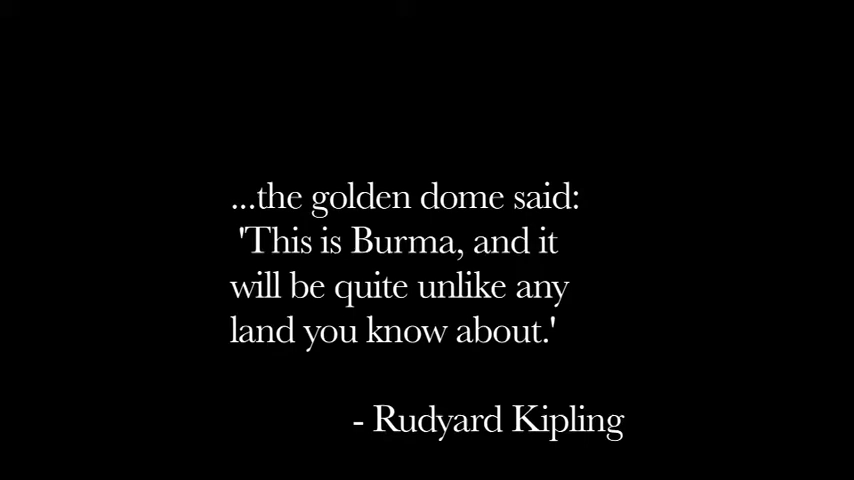 ...the golden dome said:
'This is Burma, and it
will be quite unlike any
land you know about.'
- Rudyard Kipling